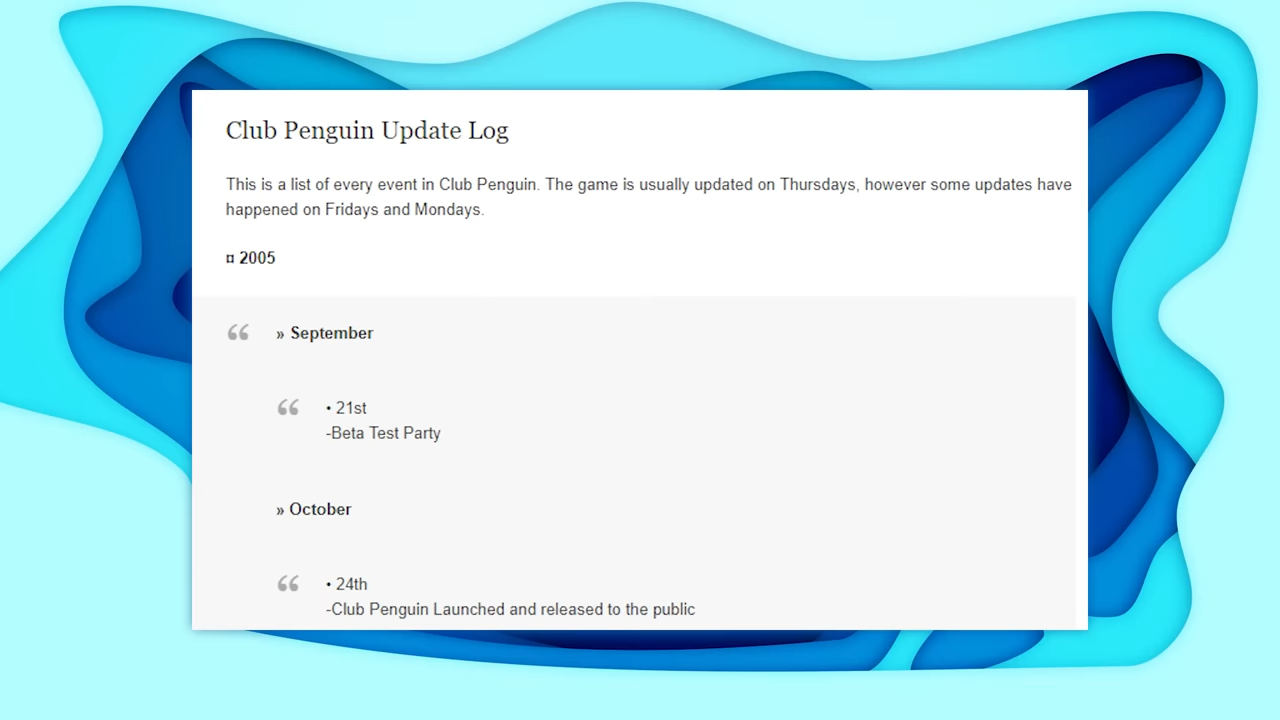 Club Penguin Update Log
This is a list of every event in Club Penguin. The game is usually updated on Thursdays, however some updates have
happened on Fridays and Mondays.
¤ 2005
» September
• 21st
-Beta Test Party
» October
• 24th
-Club Penguin Launched and released to the public